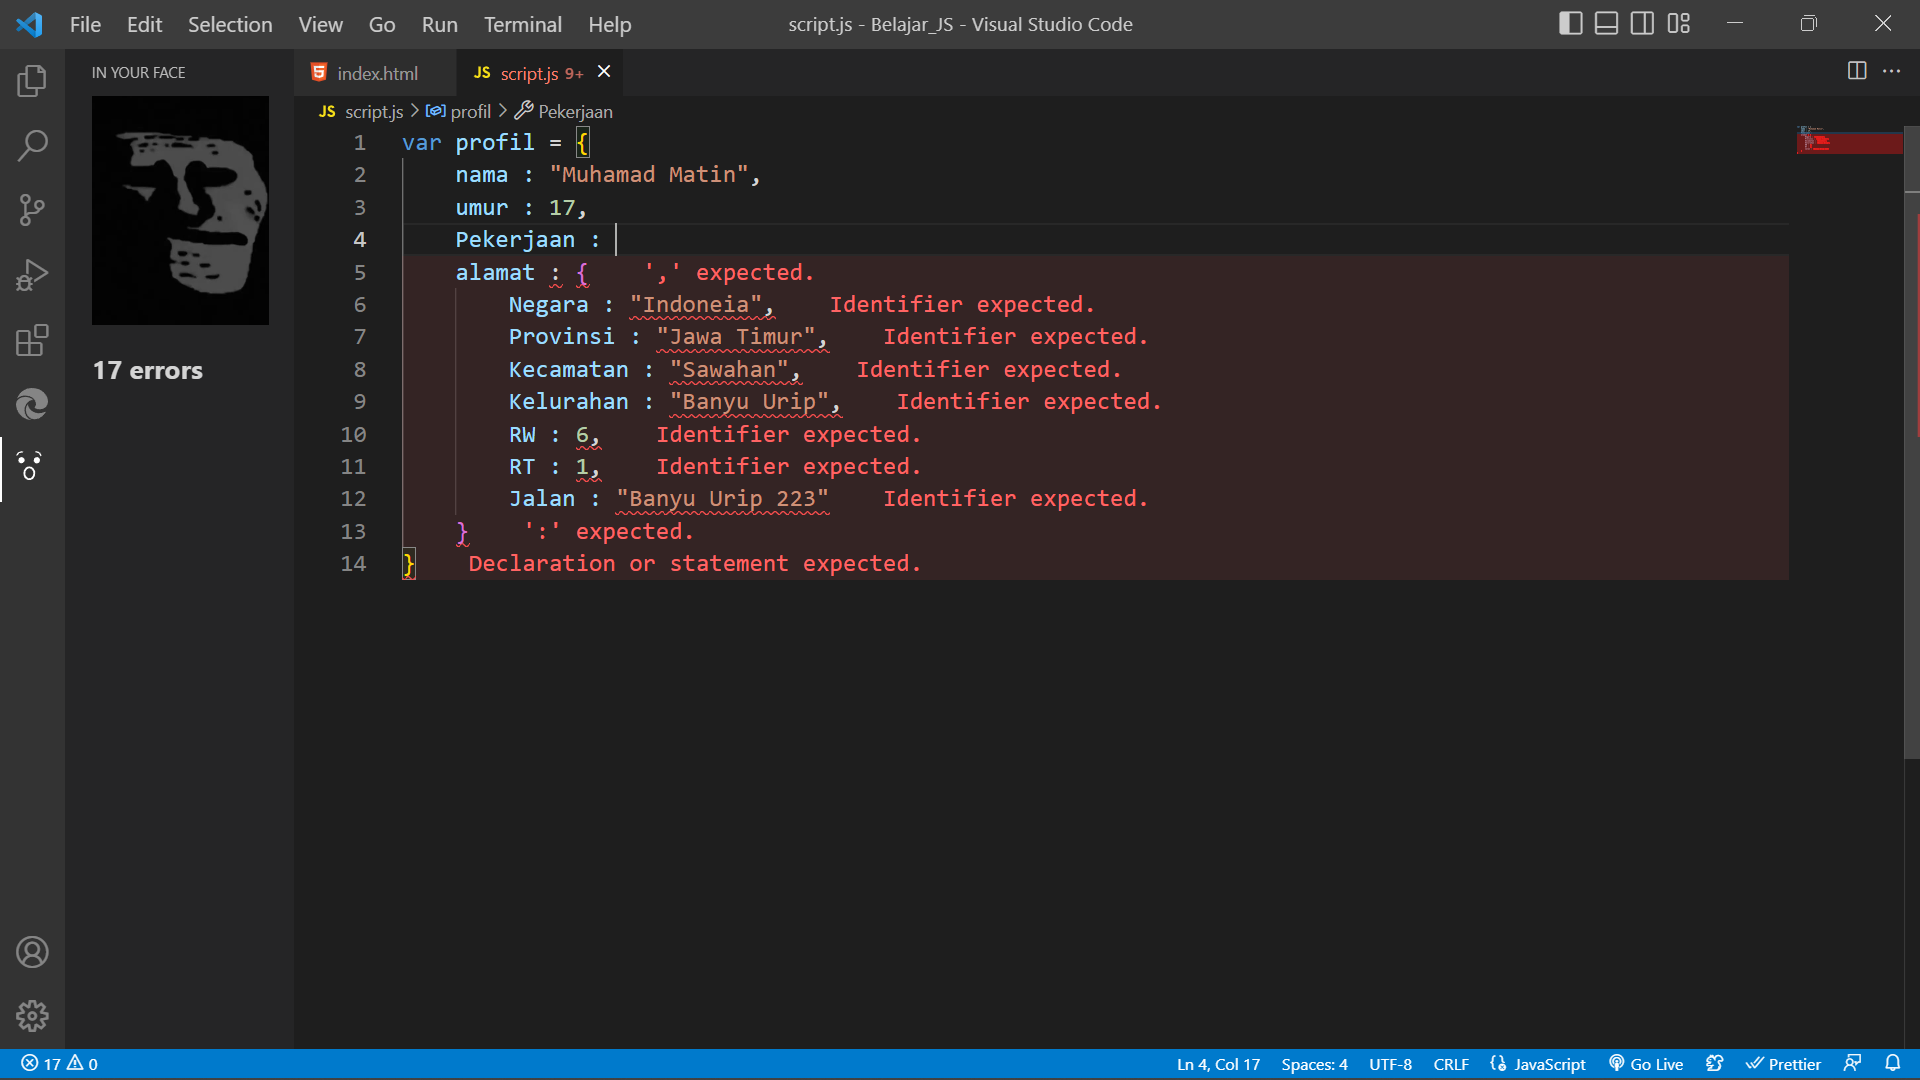 File Edit Selection View Go Run Terminal Help
script.js - Belajar_JS - Visual Studio Code
IN YOUR FACE
17 errors
index.html
JS script.js 9+
JS script.js > profil > Pekerjaan
1 var profil = {
2 nama : "Muhamad Matin",
3 umur : 17,
4 Pekerjaan :
5 alamat : { ',' expected.
6 Negara : "Indoneia", Identifier expected.
7 Provinsi : "Jawa Timur", Identifier expected.
8 Kecamatan : "Sawahan", Identifier expected.
9 Kelurahan : "Banyu Urip", Identifier expected.
10 RW : 6, Identifier expected.
11 RT : 1, Identifier expected.
12 Jalan : "Banyu Urip 223" Identifier expected.
13 } ':' expected.
14 } Declaration or statement expected.
17 0
Ln 4, Col 17 Spaces: 4 UTF-8 CRLF JavaScript Go Live Prettier